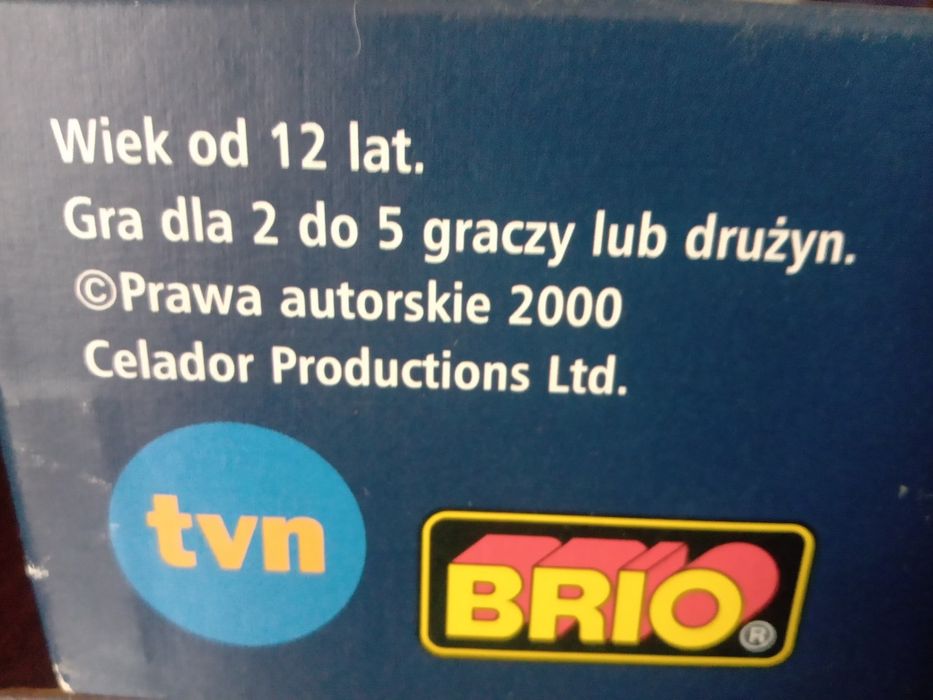 Wiek od 12 lat.
Gra dla 2 do 5 graczy lub drużyn.
©Prawa autorskie 2000
Celador Productions Ltd.
tvn
BRIO®